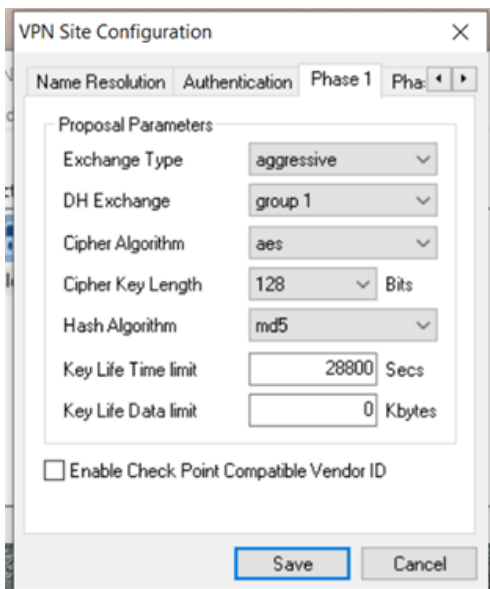 VPN Site Configuration
Name Resolution Authentication Phase 1 Pha
Proposal Parameters
Exchange Type aggressive
DH Exchange group 1
Cipher Algorithm aes
Cipher Key Length 128 Bits
Hash Algorithm md5
Key Life Time limit 28800 Secs
Key Life Data limit 0 Kbytes
Enable Check Point Compatible Vendor ID
Save Cancel